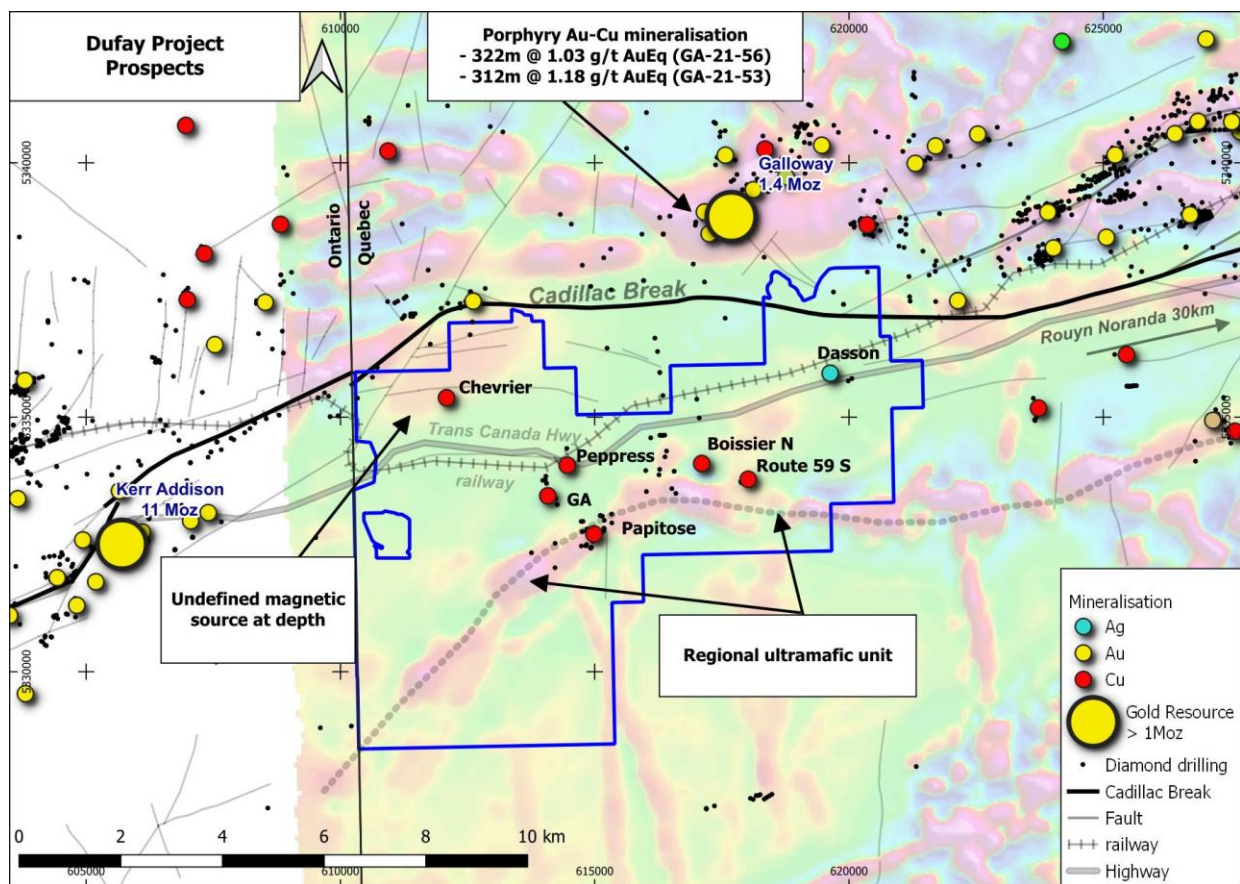 Dufay Project
Prospects
Porphyry Au-Cu mineralisation
- 322m @ 1.03 g/t AuEq (GA-21-56)
- 312m @ 1.18 g/t AuEq (GA-21-53)
610000
620000
625000
5340000
5340000
Galloway
1.4 Moz
Ontario
Quebec
Cadillac Break
Rouyn Noranda 30km
Dasson
Chevrier
5335000
Trans Canada Hwy
Peppress
railway
Boissier N
Route 59 S
GA
Papitose
Kerr Addison
11 Moz
Undefined magnetic
source at depth
Regional ultramafic unit
5330000
Mineralisation
Ag
Au
Cu
Gold Resource
> 1Moz
Diamond drilling
Cadillac Break
Fault
railway
Highway
0 2 4 6 8 10 km
605000
610000
615000
620000